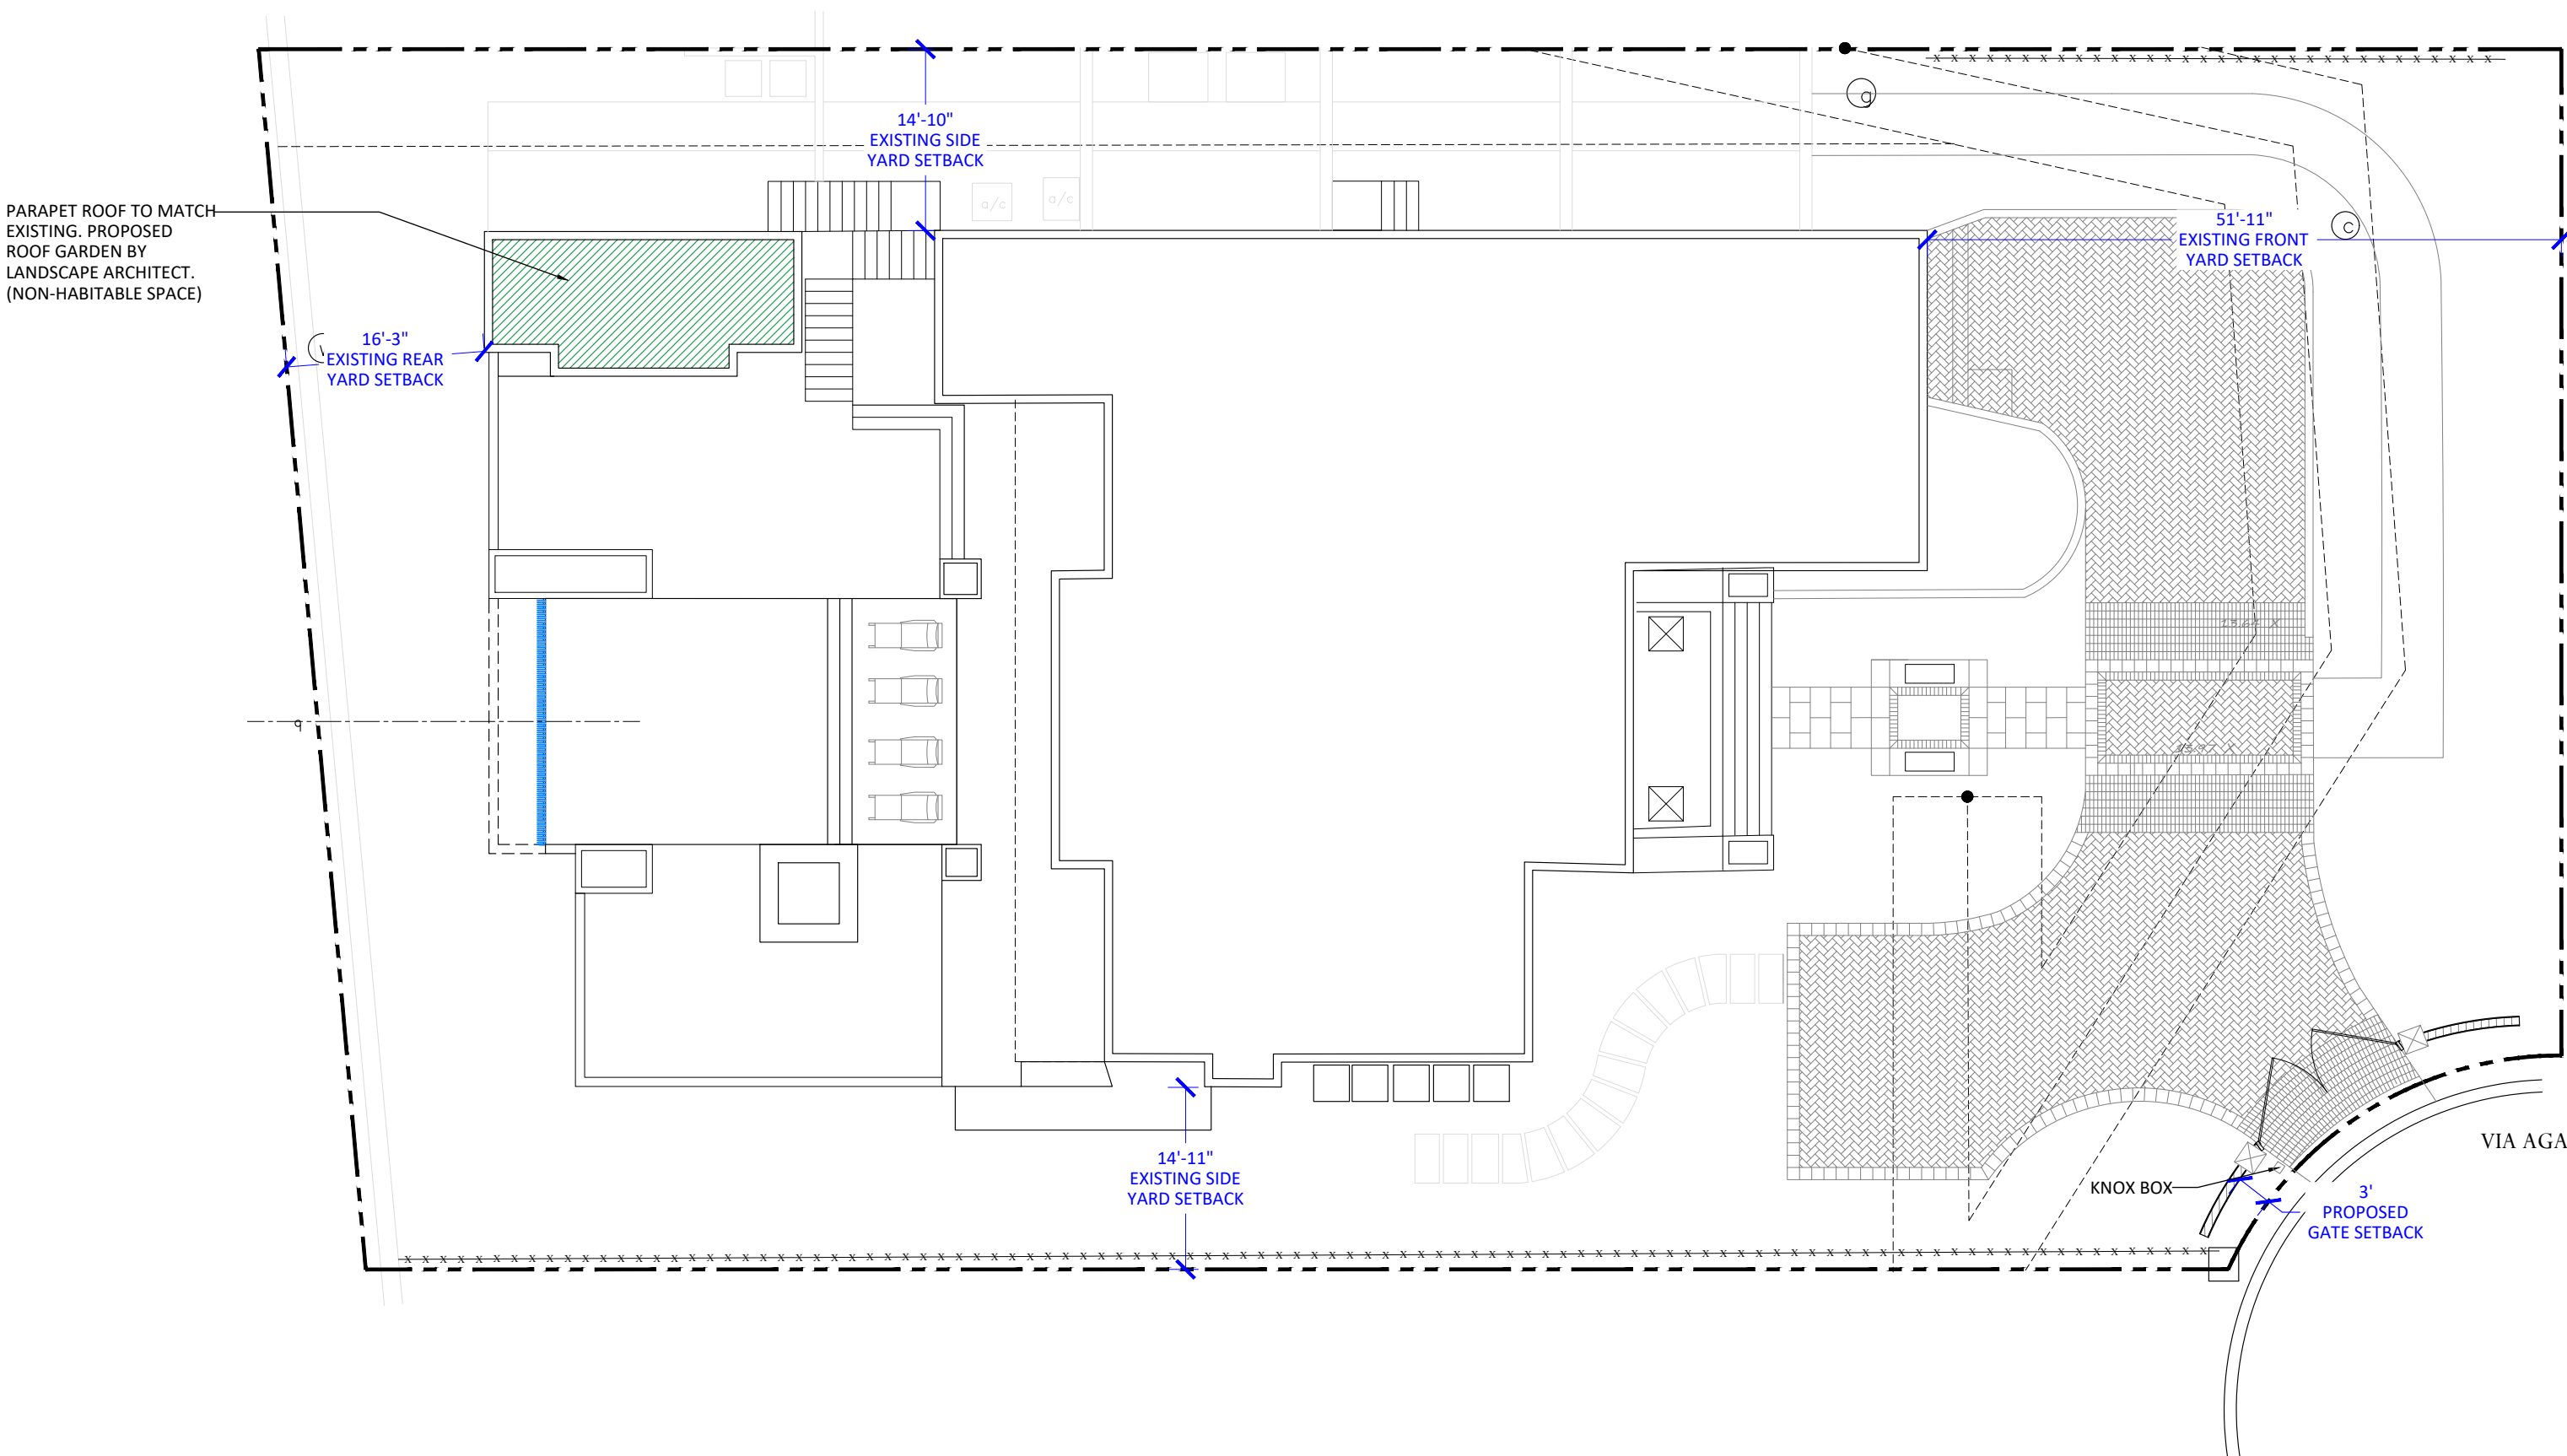 14'-10"
EXISTING SIDE
YARD SETBACK
a/c
a/c
PARAPET ROOF TO MATCH
EXISTING. PROPOSED
ROOF GARDEN BY
LANDSCAPE ARCHITECT.
(NON-HABITABLE SPACE)
51'-11"
EXISTING FRONT
YARD SETBACK
g
c
16'-3"
EXISTING REAR
YARD SETBACK
q
14'-11"
EXISTING SIDE
YARD SETBACK
VIA AGA
KNOX BOX
3'
PROPOSED
GATE SETBACK